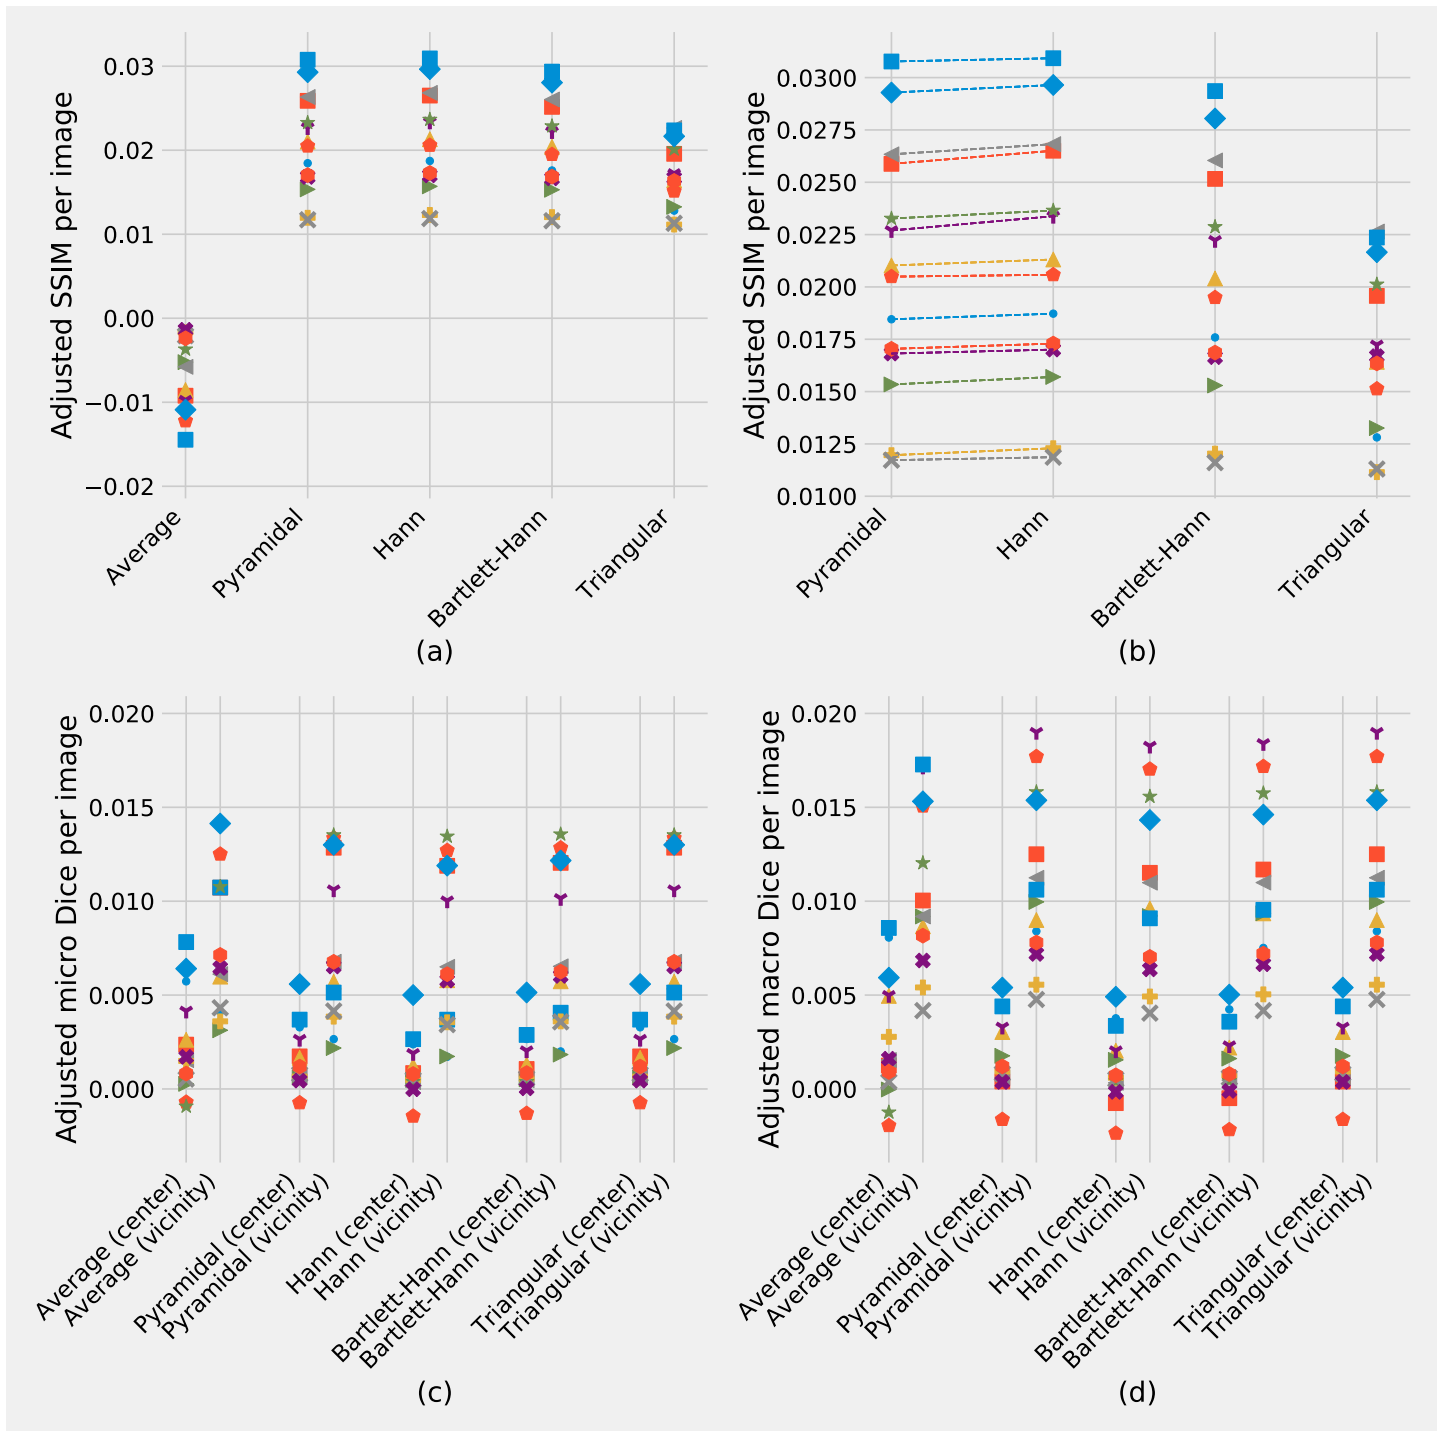 Adjusted SSIM per image
0.03
0.02
0.01
0.00
−0.01
−0.02
Average
Pyramidal
Hann
Bartlett-Hann
Triangular
(a)
Adjusted SSIM per image
0.0300
0.0275
0.0250
0.0225
0.0200
0.0175
0.0150
0.0125
0.0100
Pyramidal
Hann
Bartlett-Hann
Triangular
(b)
Adjusted micro Dice per image
0.020
0.015
0.010
0.005
0.000
Average (center)
Average (vicinity)
Pyramidal (center)
Pyramidal (vicinity)
Hann (center)
Hann (vicinity)
Bartlett-Hann (center)
Bartlett-Hann (vicinity)
Triangular (center)
Triangular (vicinity)
(c)
Adjusted macro Dice per image
0.020
0.015
0.010
0.005
0.000
Average (center)
Average (vicinity)
Pyramidal (center)
Pyramidal (vicinity)
Hann (center)
Hann (vicinity)
Bartlett-Hann (center)
Bartlett-Hann (vicinity)
Triangular (center)
Triangular (vicinity)
(d)